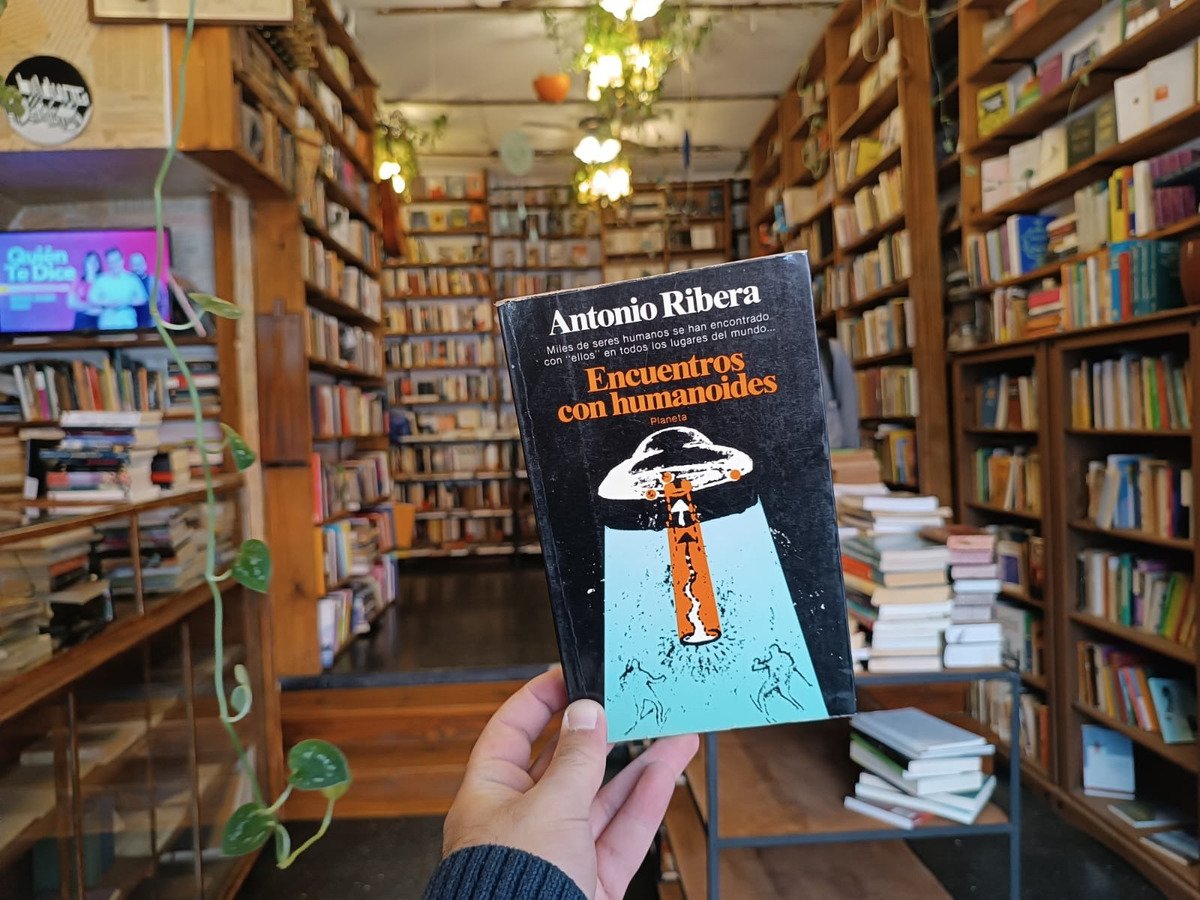 Quién
Te Dice
Antonio Ribera
Miles de seres humanos se han encontrado
con "ellos" en todos los lugares del mundo...
Encuentros
con humanoides
Planeta